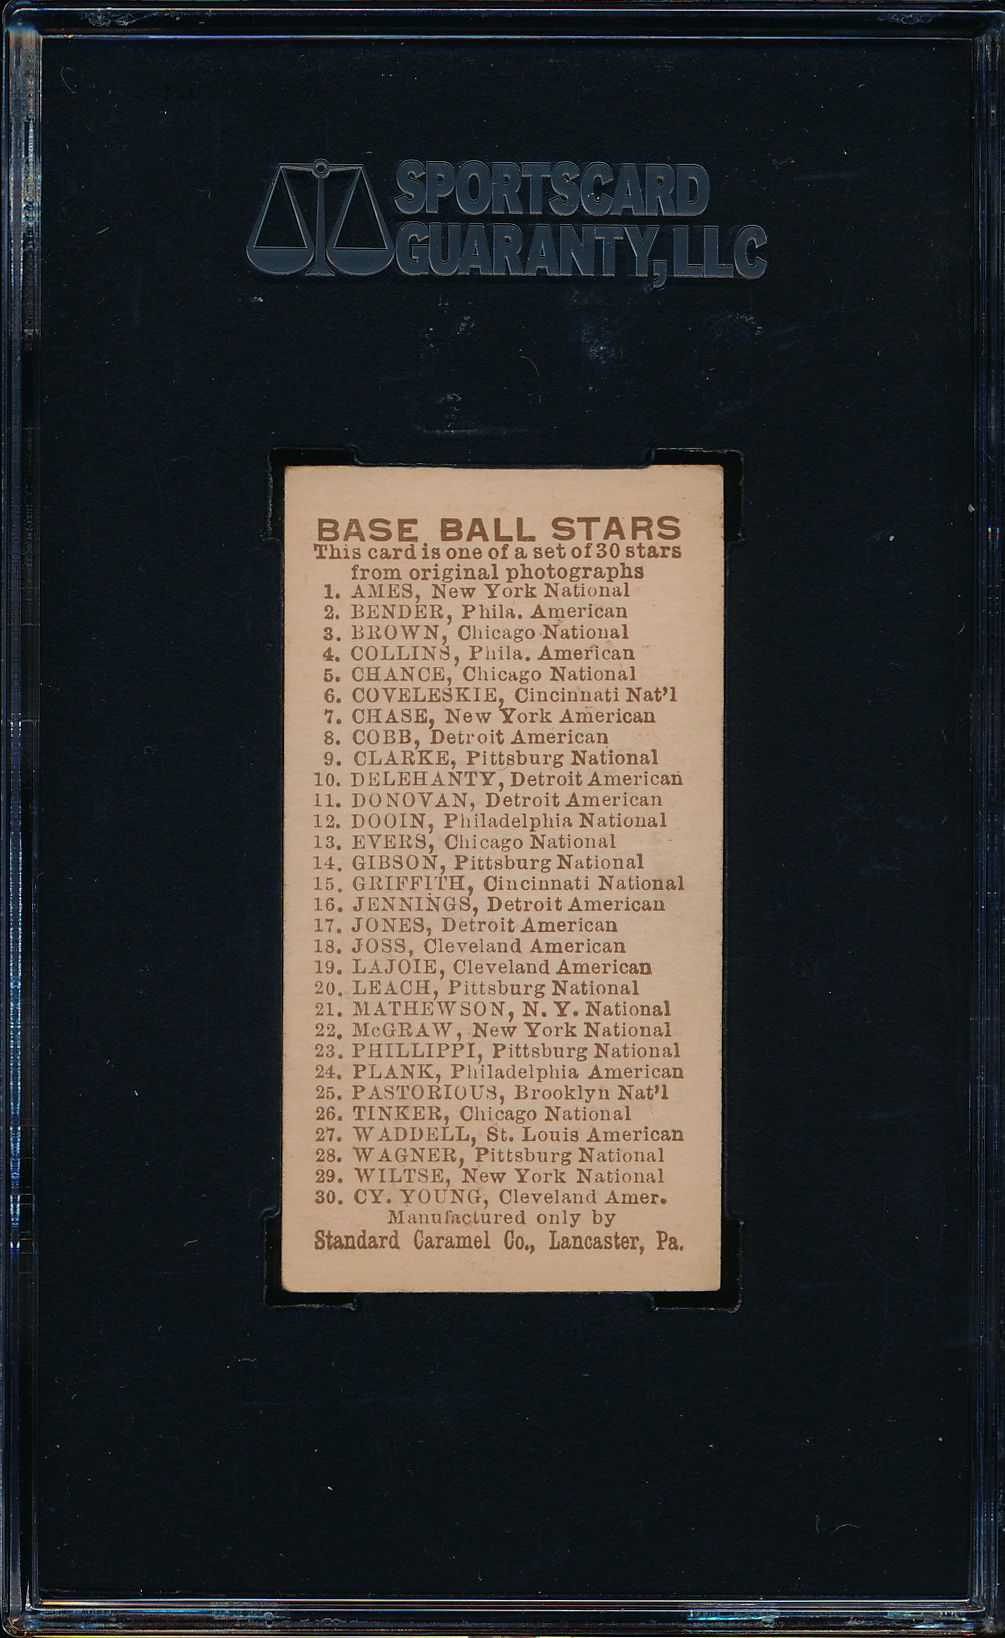 SPORTSCARD
GUARANTY, LLC
BASE BALL STARS
This card is one of a set of 30 stars
from original photographs
1. AMES, New York National
2. BENDER, Phila. American
3. BROWN, Chicago National
4. COLLINS, Phila. American
5. CHANCE, Chicago National
6. COVELESKIE, Cincinnati Nat'l
7. CHASE, New York American
8. COBB, Detroit American
9. CLARKE, Pittsburg National
10. DELEHANTY, Detroit American
11. DONOVAN, Detroit American
12. DOOIN, Philadelphia National
13. EVERS, Chicago National
14. GIBSON, Pittsburg National
15. GRIFFITH, Cincinnati National
16. JENNINGS, Detroit American
17. JONES, Detroit American
18. JOSS, Cleveland American
19. LAJOIE, Cleveland American
20. LEACH, Pittsburg National
21. MATHEWSON, N. Y. National
22. McGRAW, New York National
23. PHILLIPPI, Pittsburg National
24. PLANK, Philadelphia American
25. PASTORIOUS, Brooklyn Nat'l
26. TINKER, Chicago National
27. WADDELL, St. Louis American
28. WAGNER, Pittsburg National
29. WILTSE, New York National
30. CY. YOUNG, Cleveland Amer.
Manufactured only by
Standard Caramel Co., Lancaster, Pa.